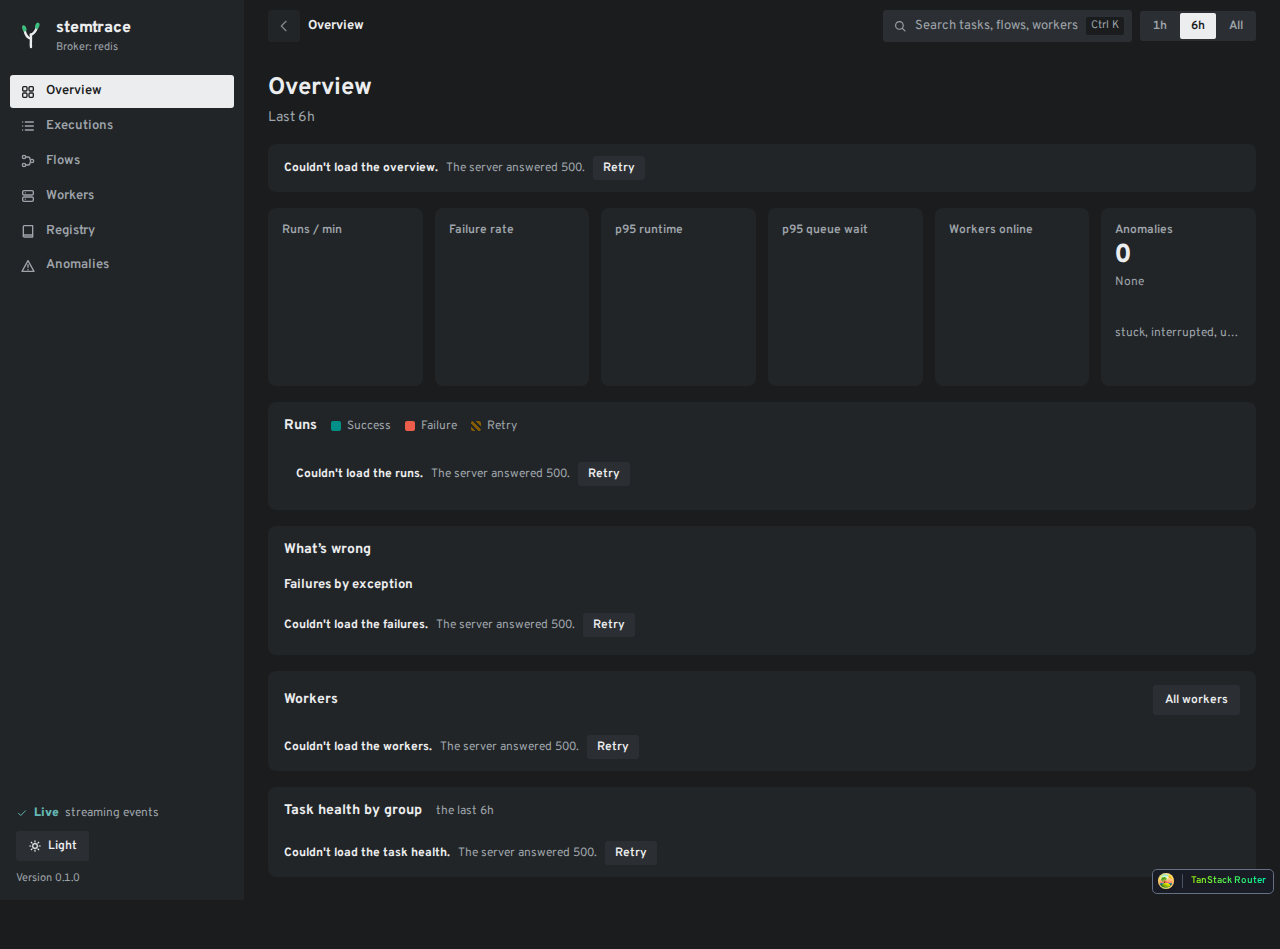 stemtrace
Broker: redis
Overview
Executions
Flows
Workers
Registry
Anomalies
Live streaming events
Light
Version 0.1.0
Overview
Search tasks, flows, workers Ctrl K
1h 6h All
Overview
Last 6h
Couldn't load the overview. The server answered 500. Retry
Runs / min
Failure rate
p95 runtime
p95 queue wait
Workers online
Anomalies
0
None
stuck, interrupted, u...
Runs Success Failure Retry
Couldn't load the runs. The server answered 500. Retry
What's wrong
Failures by exception
Couldn't load the failures. The server answered 500. Retry
Workers
All workers
Couldn't load the workers. The server answered 500. Retry
Task health by group the last 6h
Couldn't load the task health. The server answered 500. Retry
TanStack Router